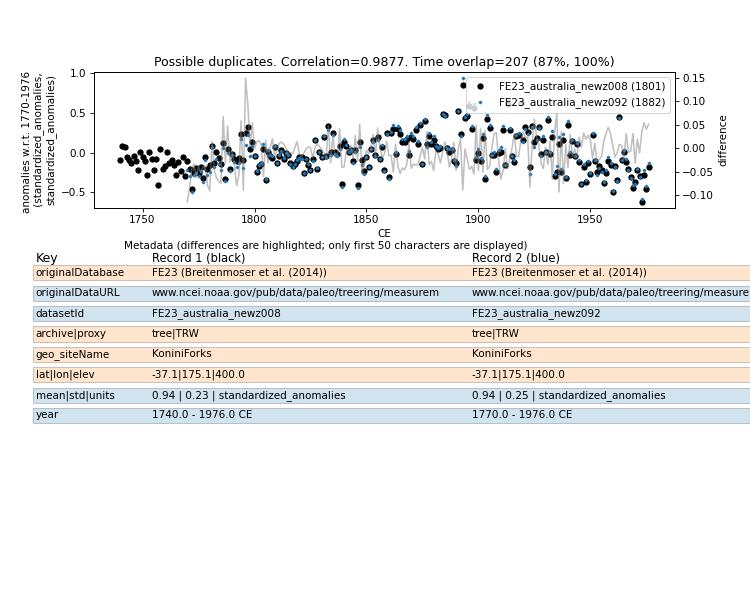 Possible duplicates. Correlation=0.9877. Time overlap=207 (87%, 100%)
anomalies w.r.t. 1770-1976
(standardized_anomalies,
standardized_anomalies)
1.0
0.5
0.0
−0.5
FE23_australia_newz008 (1801)
FE23_australia_newz092 (1882)
0.15
0.10
0.05
0.00
−0.05
−0.10
difference
1750 1800 1850 1900 1950
CE
Metadata (differences are highlighted; only first 50 characters are displayed)
Key Record 1 (black) Record 2 (blue)
originalDatabase FE23 (Breitenmoser et al. (2014)) FE23 (Breitenmoser et al. (2014))
originalDataURL www.ncei.noaa.gov/pub/data/paleo/treering/measurem www.ncei.noaa.gov/pub/data/paleo/treering/measure
datasetId FE23_australia_newz008 FE23_australia_newz092
archive|proxy tree|TRW tree|TRW
geo_siteName KoniniForks KoniniForks
lat|lon|elev -37.1|175.1|400.0 -37.1|175.1|400.0
mean|std|units 0.94 | 0.23 | standardized_anomalies 0.94 | 0.25 | standardized_anomalies
year 1740.0 - 1976.0 CE 1770.0 - 1976.0 CE